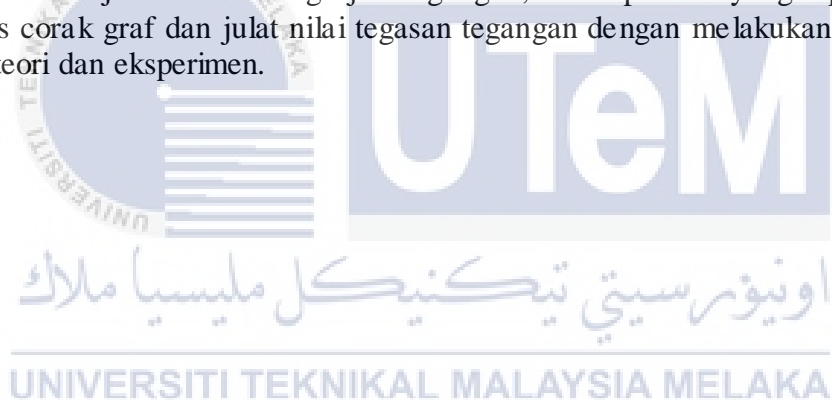 s corak graf dan julat nilai tegasan tegangan dengan melakukan
teori dan eksperimen.
UTeM
اونيۏرسيتي تيكنيكل مليسيا ملاك
UNIVERSITI TEKNIKAL MALAYSIA MELAKA